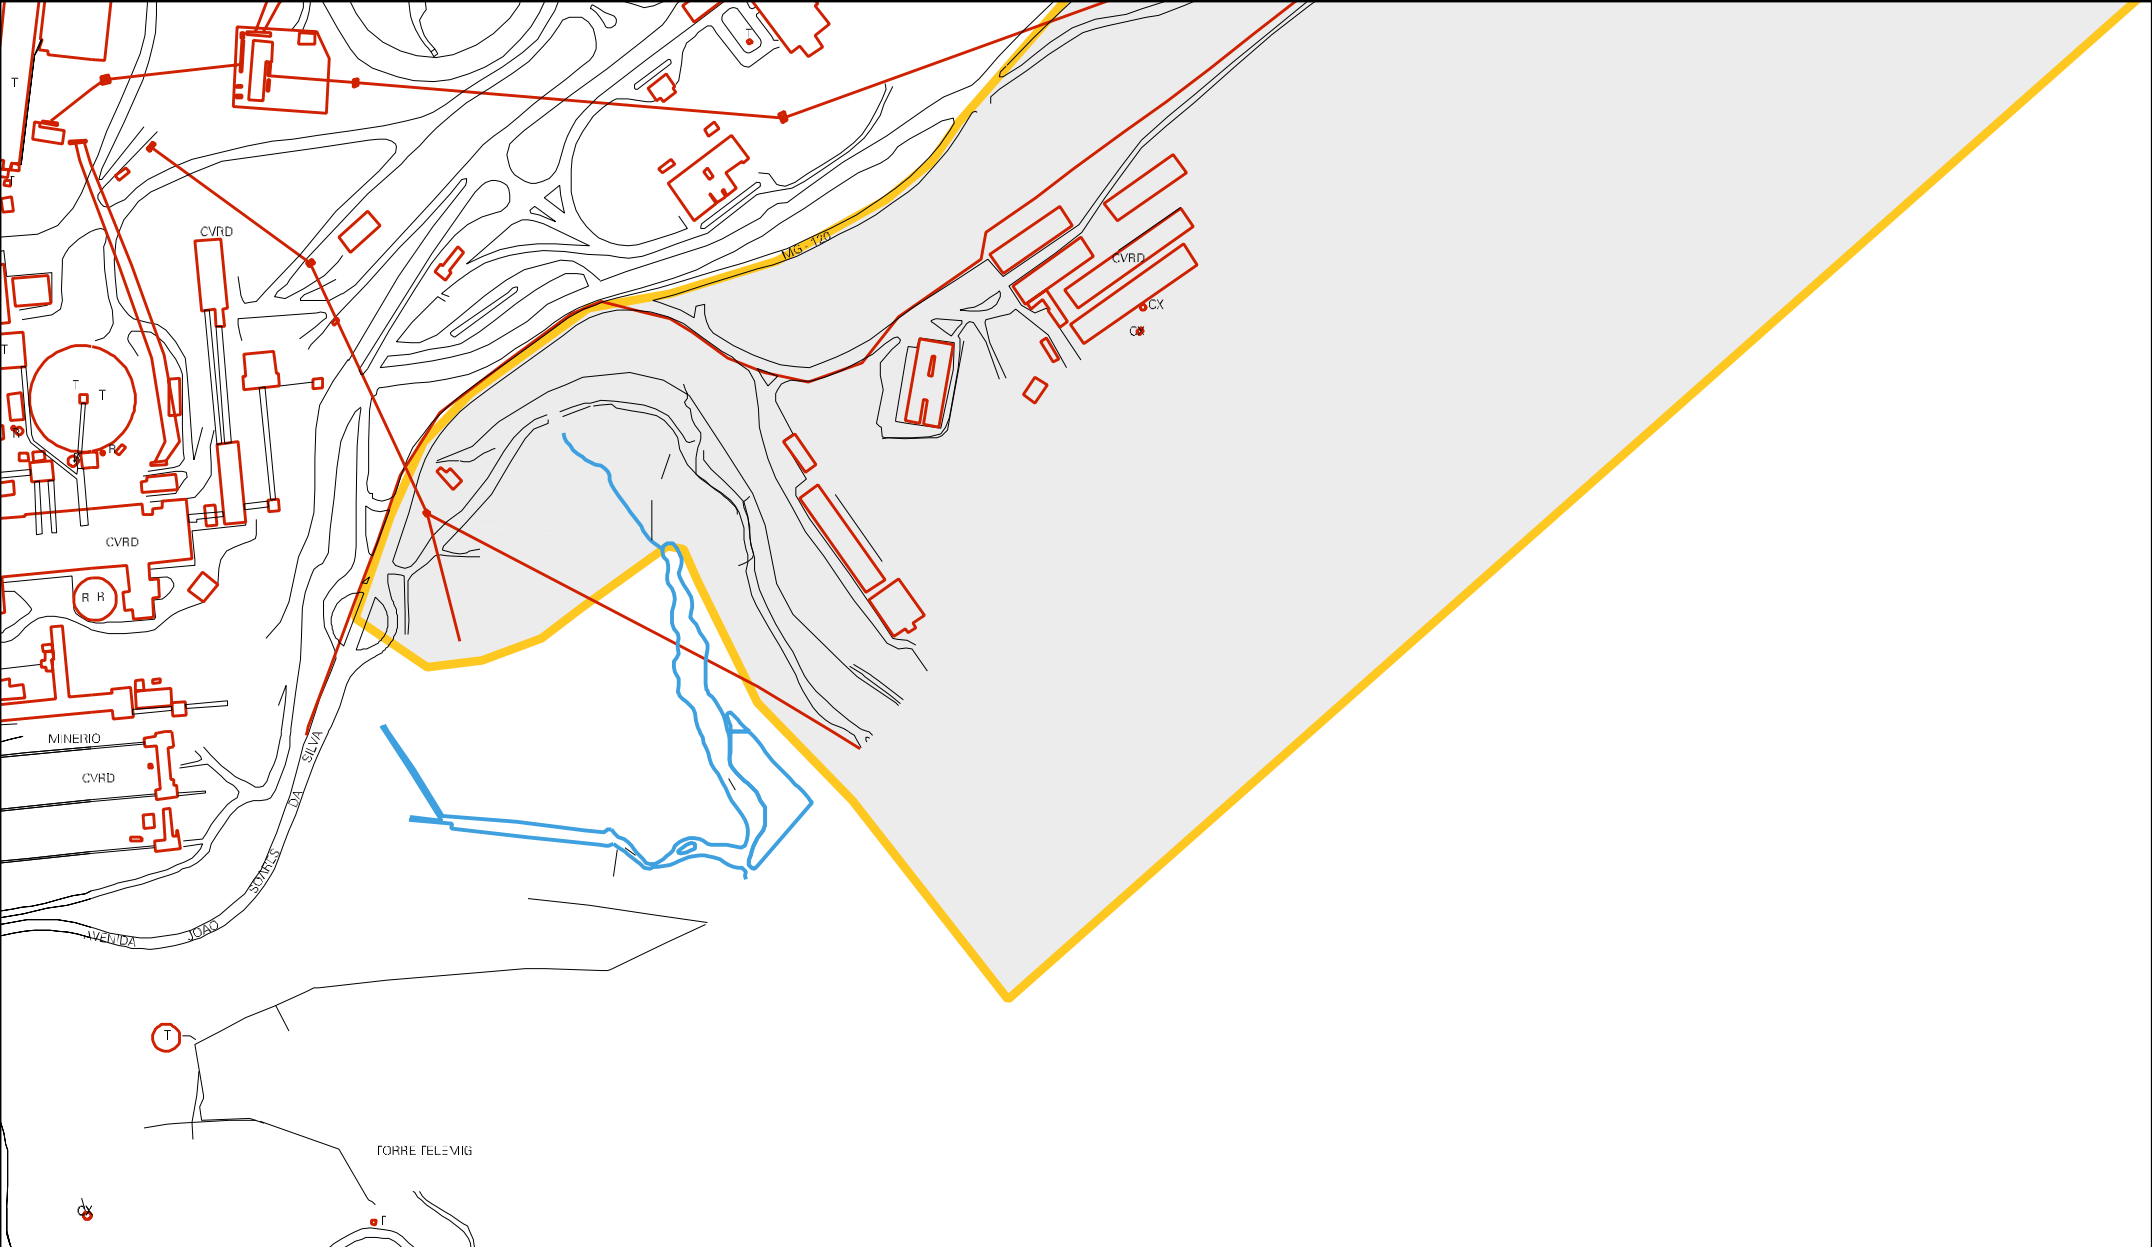 T
T
T
CVRD
MG - 120
CVRD
CX
CX
T
T
T
R
R
R
CVRD
R R
MINERIO
CVRD
AVENIDA JOAO SOARES DA SILVA
T
TORRE TELEMIG
CX
T